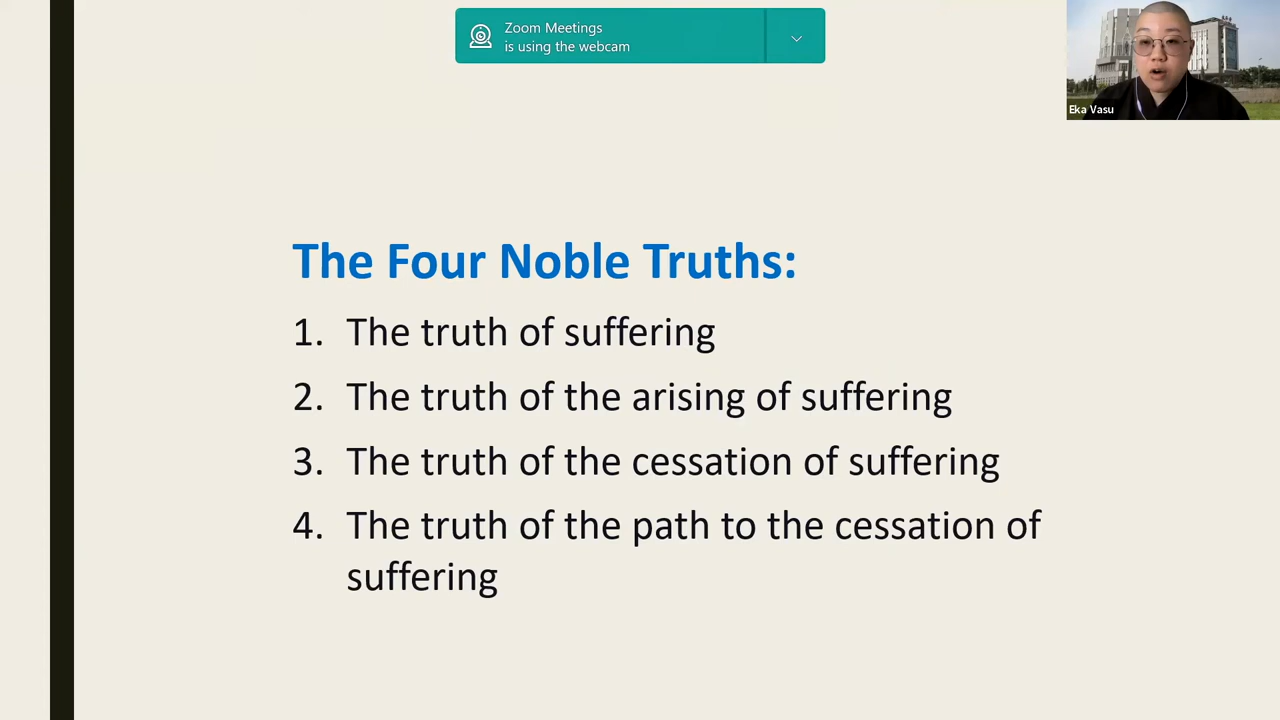 Zoom Meetings
is using the webcam
Eka Vasu
The Four Noble Truths:
1. The truth of suffering
2. The truth of the arising of suffering
3. The truth of the cessation of suffering
4. The truth of the path to the cessation of
suffering